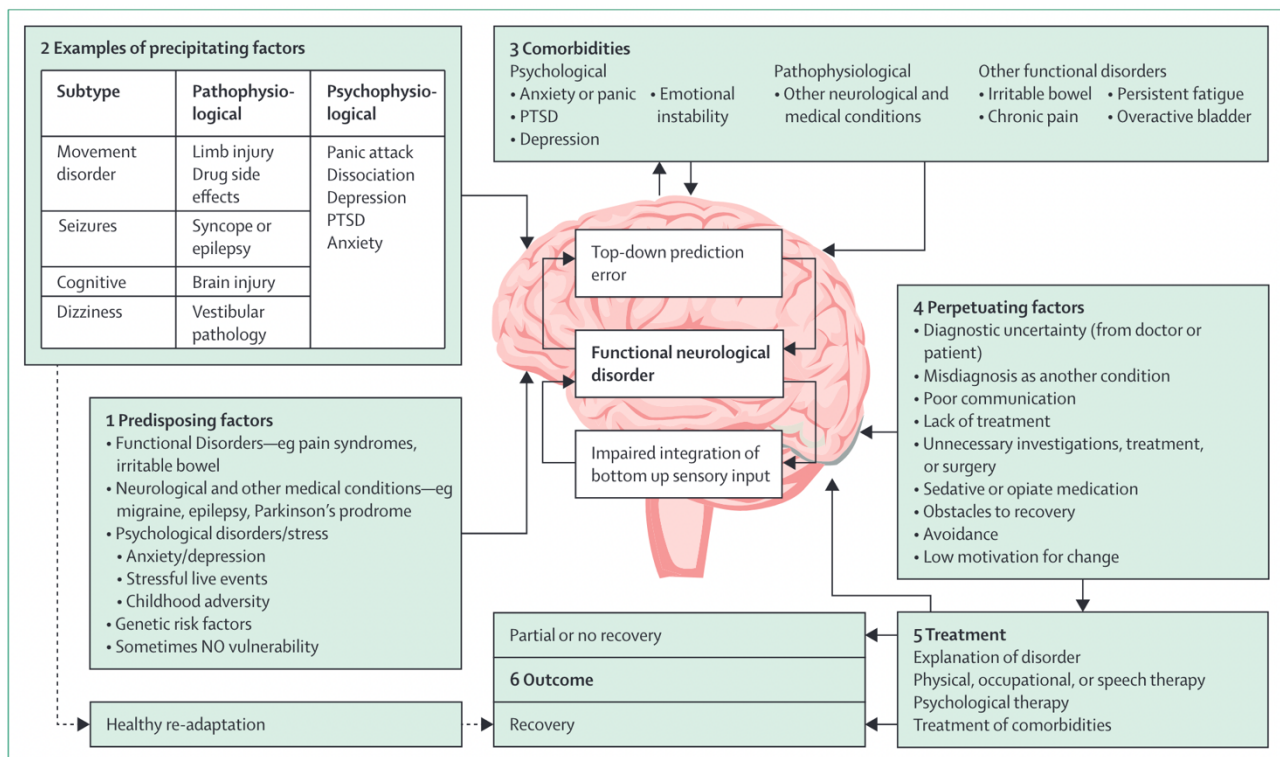 2 Examples of precipitating factors
Subtype
Pathophysio-
logical
Psychophysio-
logical
Movement
disorder
Limb injury
Drug side
effects
Seizures
Syncope or
epilepsy
Cognitive
Brain injury
Dizziness
Vestibular
pathology
Panic attack
Dissociation
Depression
PTSD
Anxiety
3 Comorbidities
Psychological
• Anxiety or panic
• PTSD
• Depression
• Emotional
instability
Pathophysiological
• Other neurological and
medical conditions
Other functional disorders
• Irritable bowel
• Chronic pain
• Persistent fatigue
• Overactive bladder
Top-down prediction
error
Functional neurological
disorder
Impaired integration of
bottom up sensory input
1 Predisposing factors
• Functional Disorders—eg pain syndromes,
irritable bowel
• Neurological and other medical conditions—eg
migraine, epilepsy, Parkinson's prodrome
• Psychological disorders/stress
• Anxiety/depression
• Stressful live events
• Childhood adversity
• Genetic risk factors
• Sometimes NO vulnerability
4 Perpetuating factors
• Diagnostic uncertainty (from doctor or
patient)
• Misdiagnosis as another condition
• Poor communication
• Lack of treatment
• Unnecessary investigations, treatment,
or surgery
• Sedative or opiate medication
• Obstacles to recovery
• Avoidance
• Low motivation for change
5 Treatment
Explanation of disorder
Physical, occupational, or speech therapy
Psychological therapy
Treatment of comorbidities
Partial or no recovery
6 Outcome
Recovery
Healthy re-adaptation